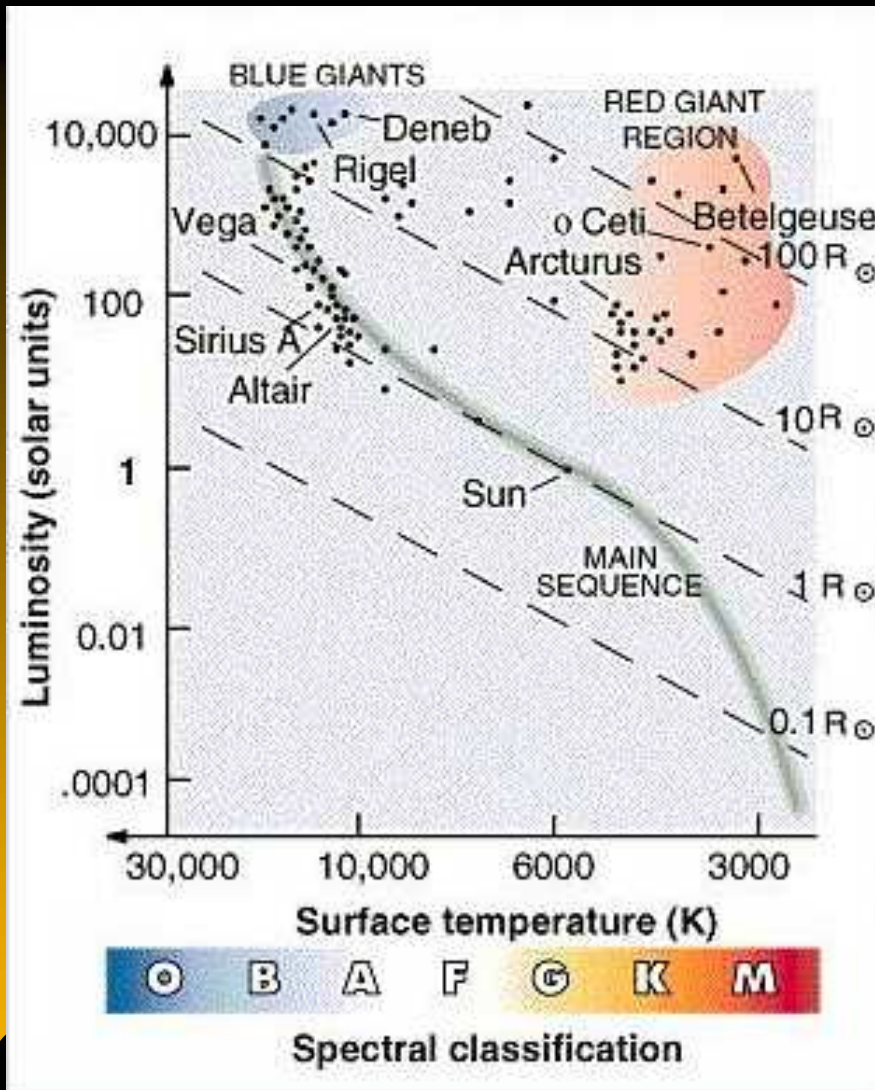 BLUE GIANTS
RED GIANT
REGION
10,000
Deneb
Rigel
Vega
o Ceti
Betelgeuse
Arcturus
100 R☉
100
Sirius A
Altair
10 R☉
1
Sun
MAIN
SEQUENCE
1 R☉
0.01
0.1 R☉
.0001
Luminosity (solar units)
30,000 10,000 6000 3000
Surface temperature (K)
O B A F G K M
Spectral classification